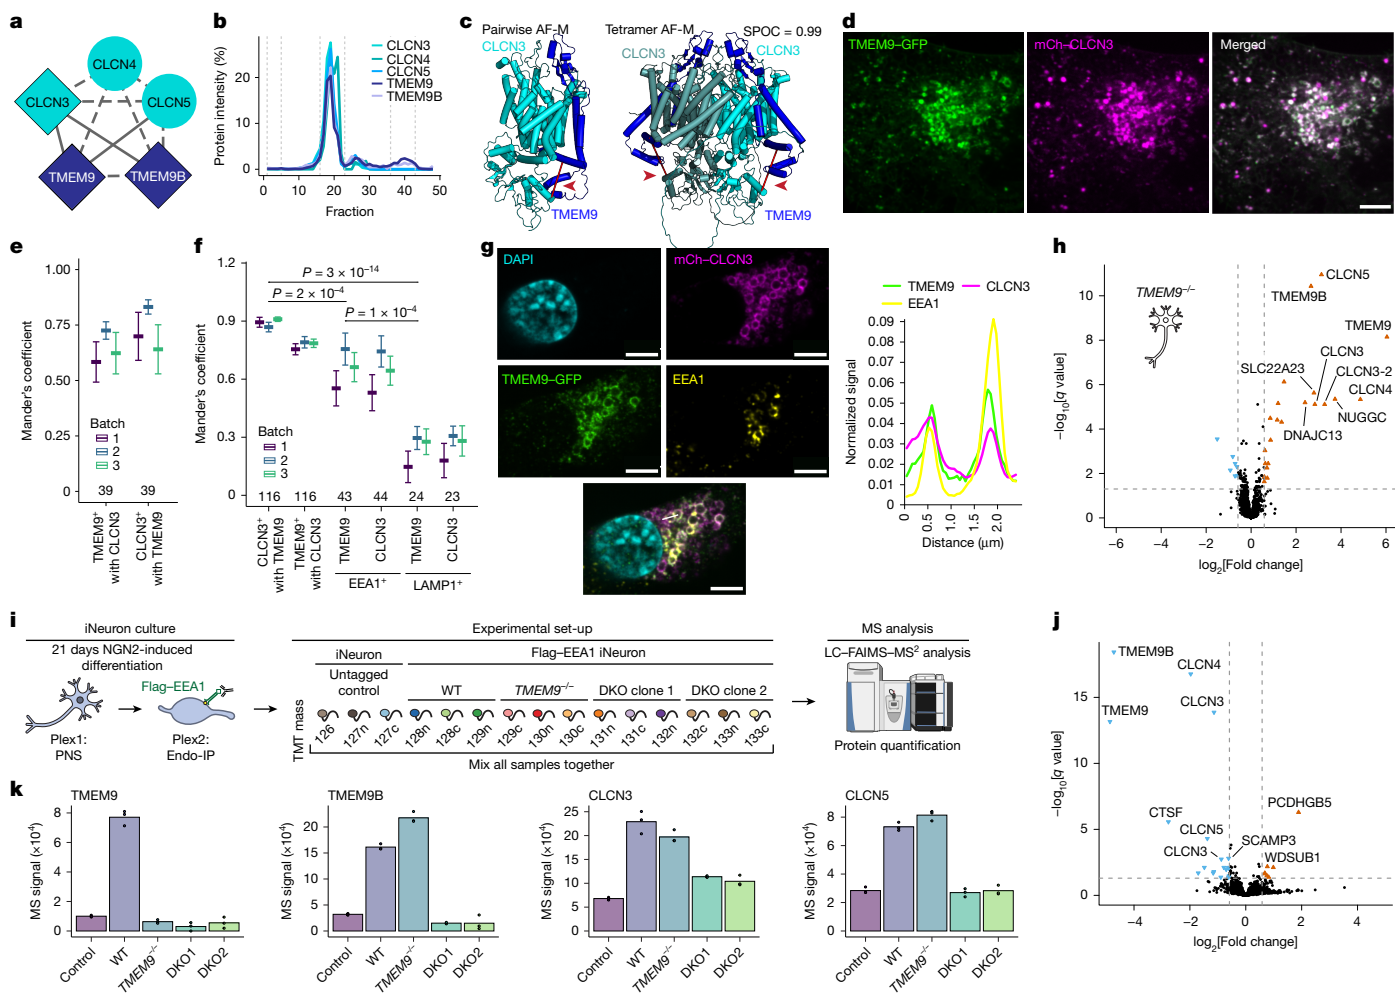 a
CLCN4
CLCN3
CLCN5
TMEM9
TMEM9B
b
Protein intensity (%)
20
10
0
0
10
20
30
40
50
Fraction
CLCN3
CLCN4
CLCN5
TMEM9
TMEM9B
c
Pairwise AF-M
CLCN3
TMEM9
Tetramer AF-M
SPOC = 0.99
CLCN3
CLCN3
TMEM9
d
TMEM9–GFP
mCh–CLCN3
Merged
e
Mander's coefficient
1.00
0.75
0.50
0.25
0
Batch
1
2
3
39
39
TMEM9+ with CLCN3
CLCN3+ with TMEM9
f
Mander's coefficient
1.2
0.9
0.6
0.3
0
P = 3 × 10–14
P = 2 × 10–4
P = 1 × 10–4
Batch
1
2
3
116
116
43
44
24
23
CLCN3+ with TMEM9
TMEM9+ with CLCN3
TMEM9
CLCN3
TMEM9
CLCN3
EEA1+
LAMP1+
g
DAPI
mCh–CLCN3
TMEM9–GFP
EEA1
TMEM9
CLCN3
EEA1
Normalized signal
0.09
0.08
0.07
0.06
0.05
0.04
0.03
0.02
0.01
0
0
0.5
1.0
1.5
2.0
Distance (μm)
h
TMEM9–/–
–log10[q value]
10
8
6
4
2
0
–6
–4
–2
0
2
4
6
log2[Fold change]
CLCN5
TMEM9B
TMEM9
CLCN3
SLC22A23
CLCN3-2
CLCN4
NUGGC
DNAJC13
i
iNeuron culture
21 days NGN2-induced
differentiation
Flag–EEA1
Plex1:
PNS
Plex2:
Endo-IP
Experimental set-up
iNeuron
Flag–EEA1 iNeuron
Untagged
control
WT
TMEM9–/–
DKO clone 1
DKO clone 2
TMT mass
126
127n
127c
128n
128c
129n
129c
130n
130c
131n
131c
132n
132c
133n
133c
Mix all samples together
MS analysis
LC–FAIMS–MS2 analysis
Protein quantification
j
–log10[q value]
15
10
5
0
–4
–2
0
2
4
log2[Fold change]
TMEM9B
CLCN4
CLCN3
TMEM9
CTSF
CLCN5
CLCN3
PCDHGB5
SCAMP3
WDSUB1
k
TMEM9
MS signal (×104)
8
6
4
2
0
Control
WT
TMEM9–/–
DKO1
DKO2
TMEM9B
MS signal (×104)
20
15
10
5
0
Control
WT
TMEM9–/–
DKO1
DKO2
CLCN3
MS signal (×104)
25
20
15
10
5
0
Control
WT
TMEM9–/–
DKO1
DKO2
CLCN5
MS signal (×104)
8
6
4
2
0
Control
WT
TMEM9–/–
DKO1
DKO2